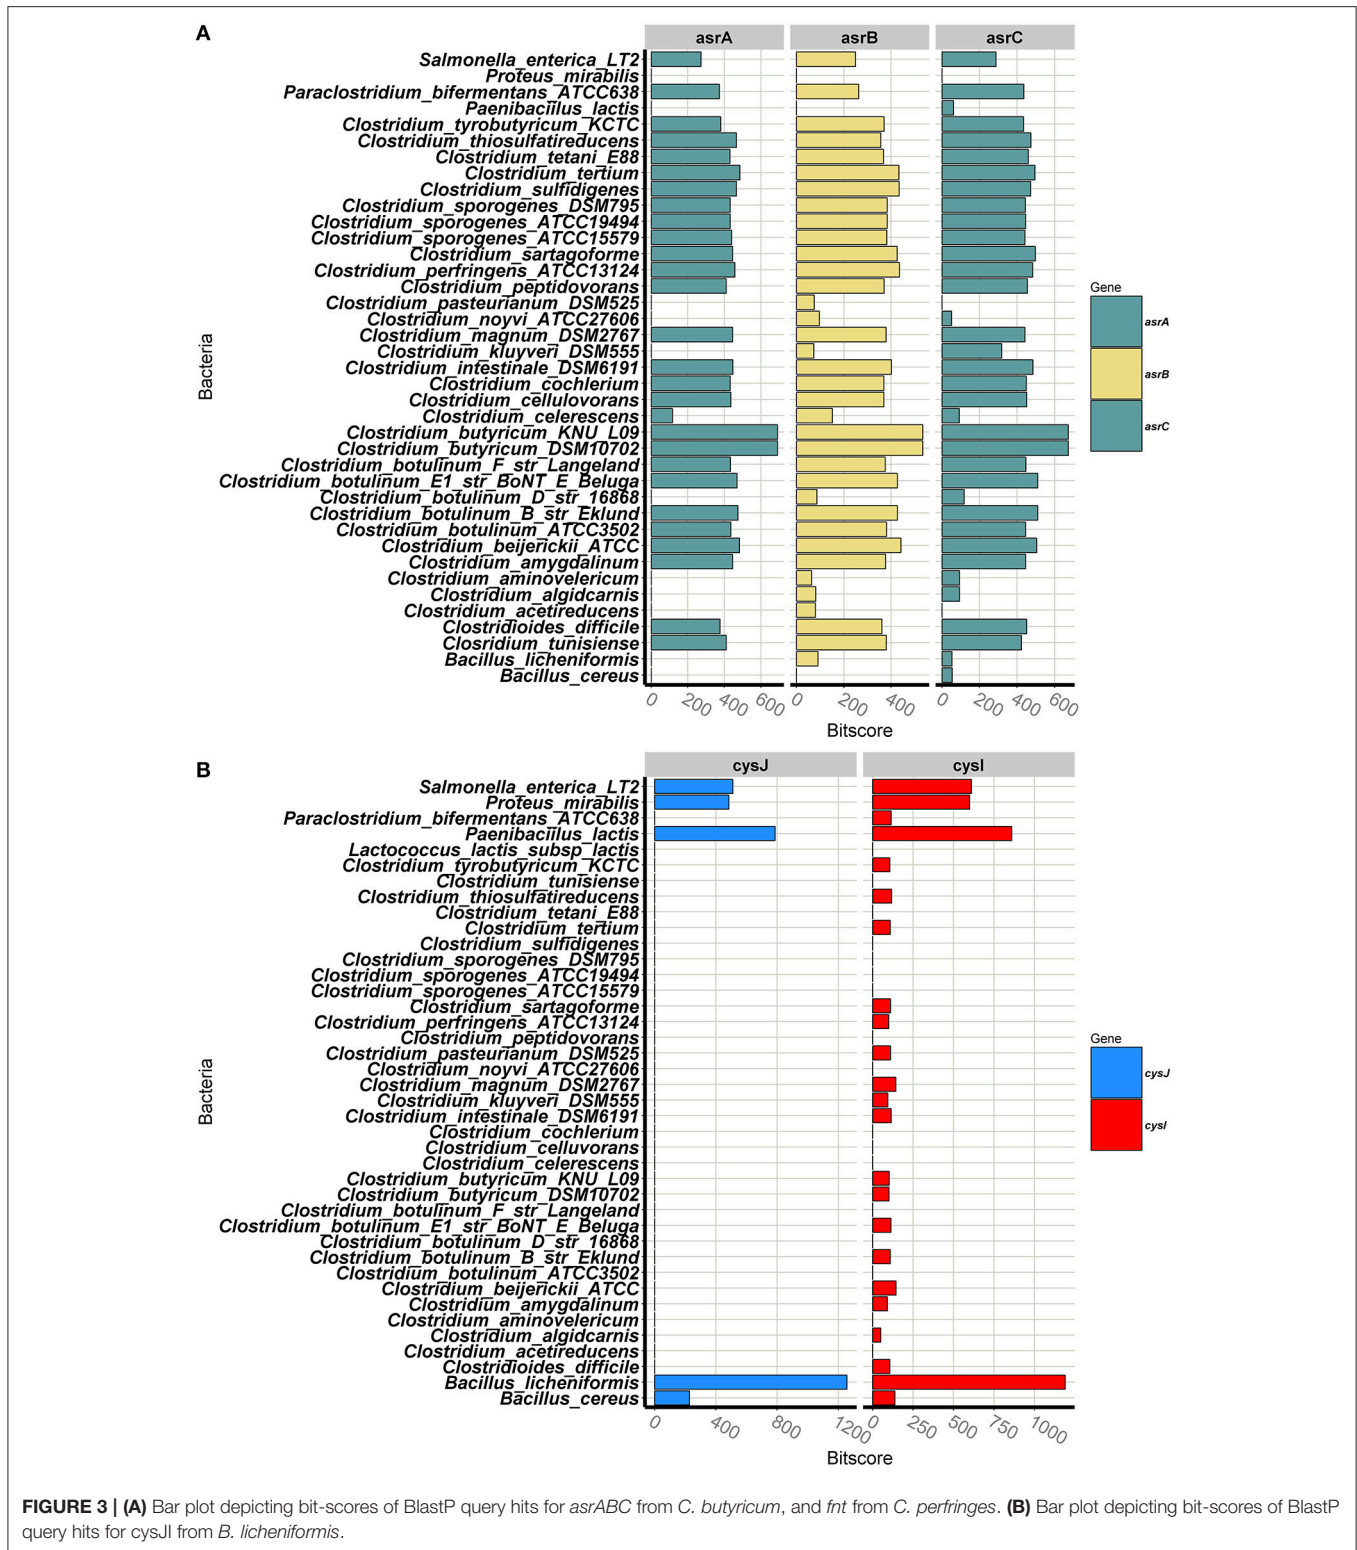 A
asrA asrB asrC
Salmonella_enterica_LT2
Proteus_mirabilis
Paraclostridium_bifermentans_ATCC638
Paenibaciilus_lactis
Clostridium_tyrobutyricum_KCTC
Clostridium_thiosulfatireducens
Clostridium_tetani_E88
Clostridium_tertium
Clostridium_sulfidigenes
Clostridium_sporogenes_DSM795
Clostridium_sporogenes_ATCC19494
Clostridium_sporogenes_ATCC15579
Clostridium_sartagoforme
Clostridium_perfringens_ATCC13124
Clostridium_peptidovorans
Clostridium_pasteurianum_DSM525
Clostridium_noyvi_ATCC27606
Clostridium_magnum_DSM2767
Clostridium_kluyveri_DSM555
Clostridium_intestinale_DSM6191
Clostridium_cochlerium
Clostridium_cellulovorans
Clostridium_celerescens
Clostridium_butyricum_KNU_L09
Clostridium_butyricum_DSM10702
Clostridium_botulinum_F_str_Langeland
Clostridium_botulinum_E1_str_BoNT_E_Beluga
Clostridium_botulinum_D_str_16868
Clostridium_botulinum_B_str_Eklund
Clostridium_botulinum_ATCC3502
Clostridium_beijerickii_ATCC
Clostridium_amygdalinum
Clostridium_aminovelericum
Clostridium_algidcarnis
Clostridium_acetireducens
Clostridioides_difficile
Closridium_tunisiense
Bacillus_licheniformis
Bacillus_cereus
Bacteria
0 200 400 600 0 200 400 0 200 400 600
Bitscore
Gene
asrA
asrB
asrC
B
cysJ cysI
Salmonella_enterica_LT2
Proteus_mirabilis
Paraclostridium_bifermentans_ATCC638
Paenibaciilus_lactis
Lactococcus_lactis_subsp_lactis
Clostridium_tyrobutyricum_KCTC
Clostridium_tunisiense
Clostridium_thiosulfatireducens
Clostridium_tetani_E88
Clostridium_tertium
Clostridium_sulfidigenes
Clostridium_sporogenes_DSM795
Clostridium_sporogenes_ATCC19494
Clostridium_sporogenes_ATCC15579
Clostridium_sartagoforme
Clostridium_perfringens_ATCC13124
Clostridium_peptidovorans
Clostridium_pasteurianum_DSM525
Clostridium_noyvi_ATCC27606
Clostridium_magnum_DSM2767
Clostridium_kluyveri_DSM555
Clostridium_intestinale_DSM6191
Clostridium_cochlerium
Clostridium_celluvorans
Clostridium_celerescens
Clostridium_butyricum_KNU_L09
Clostridium_butyricum_DSM10702
Clostridium_botulinum_F_str_Langeland
Clostridium_botulinum_E1_str_BoNT_E_Beluga
Clostridium_botulinum_D_str_16868
Clostridium_botulinum_B_str_Eklund
Clostridium_botulinum_ATCC3502
Clostridium_beijerickii_ATCC
Clostridium_amygdalinum
Clostridium_aminovelericum
Clostridium_algidcarnis
Clostridium_acetireducens
Clostridioides_difficile
Bacillus_licheniformis
Bacillus_cereus
Bacteria
0 400 800 1200 0 250 500 750 1000
Bitscore
Gene
cysJ
cysI
FIGURE 3 | (A) Bar plot depicting bit-scores of BlastP query hits for asrABC from C. butyricum, and fnt from C. perfringes. (B) Bar plot depicting bit-scores of BlastP
query hits for cysJI from B. licheniformis.